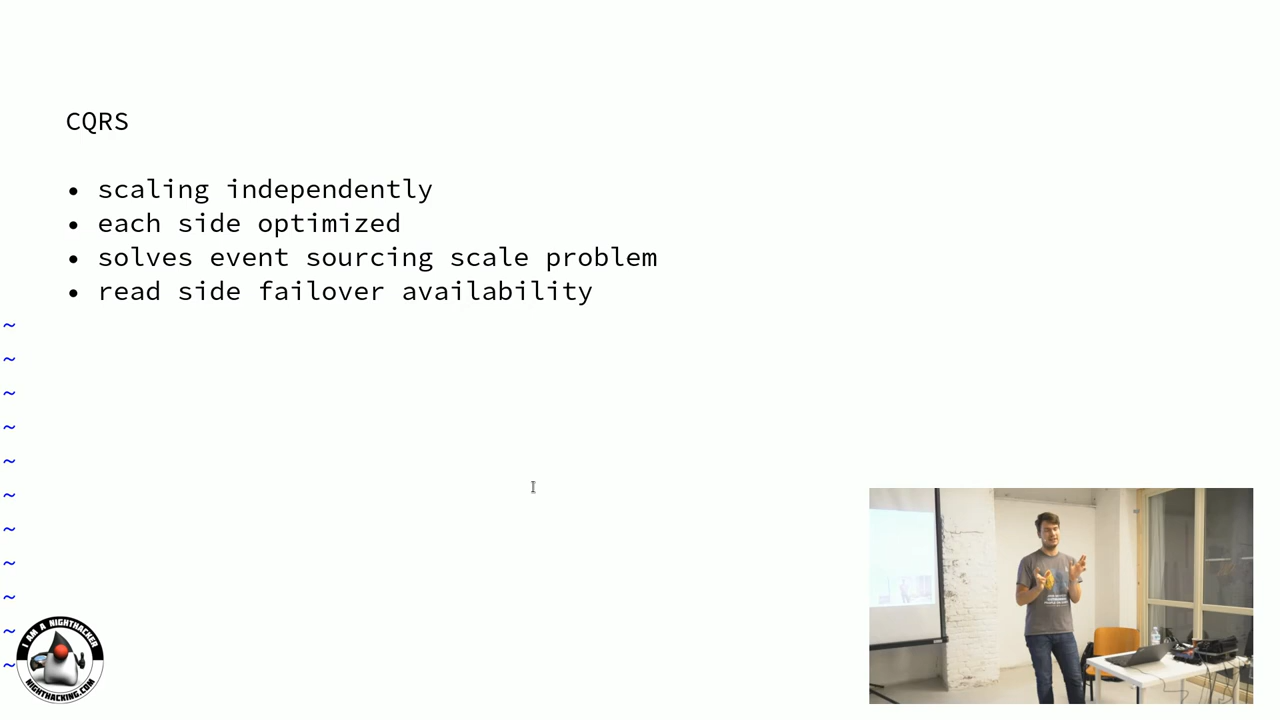 CQRS
• scaling independently
• each side optimized
• solves event sourcing scale problem
• read side failover availability
~
~
~
~
~
~
~
~
~
~
~
I AM A NIGHTHACKER
NIGHTHACKING.COM